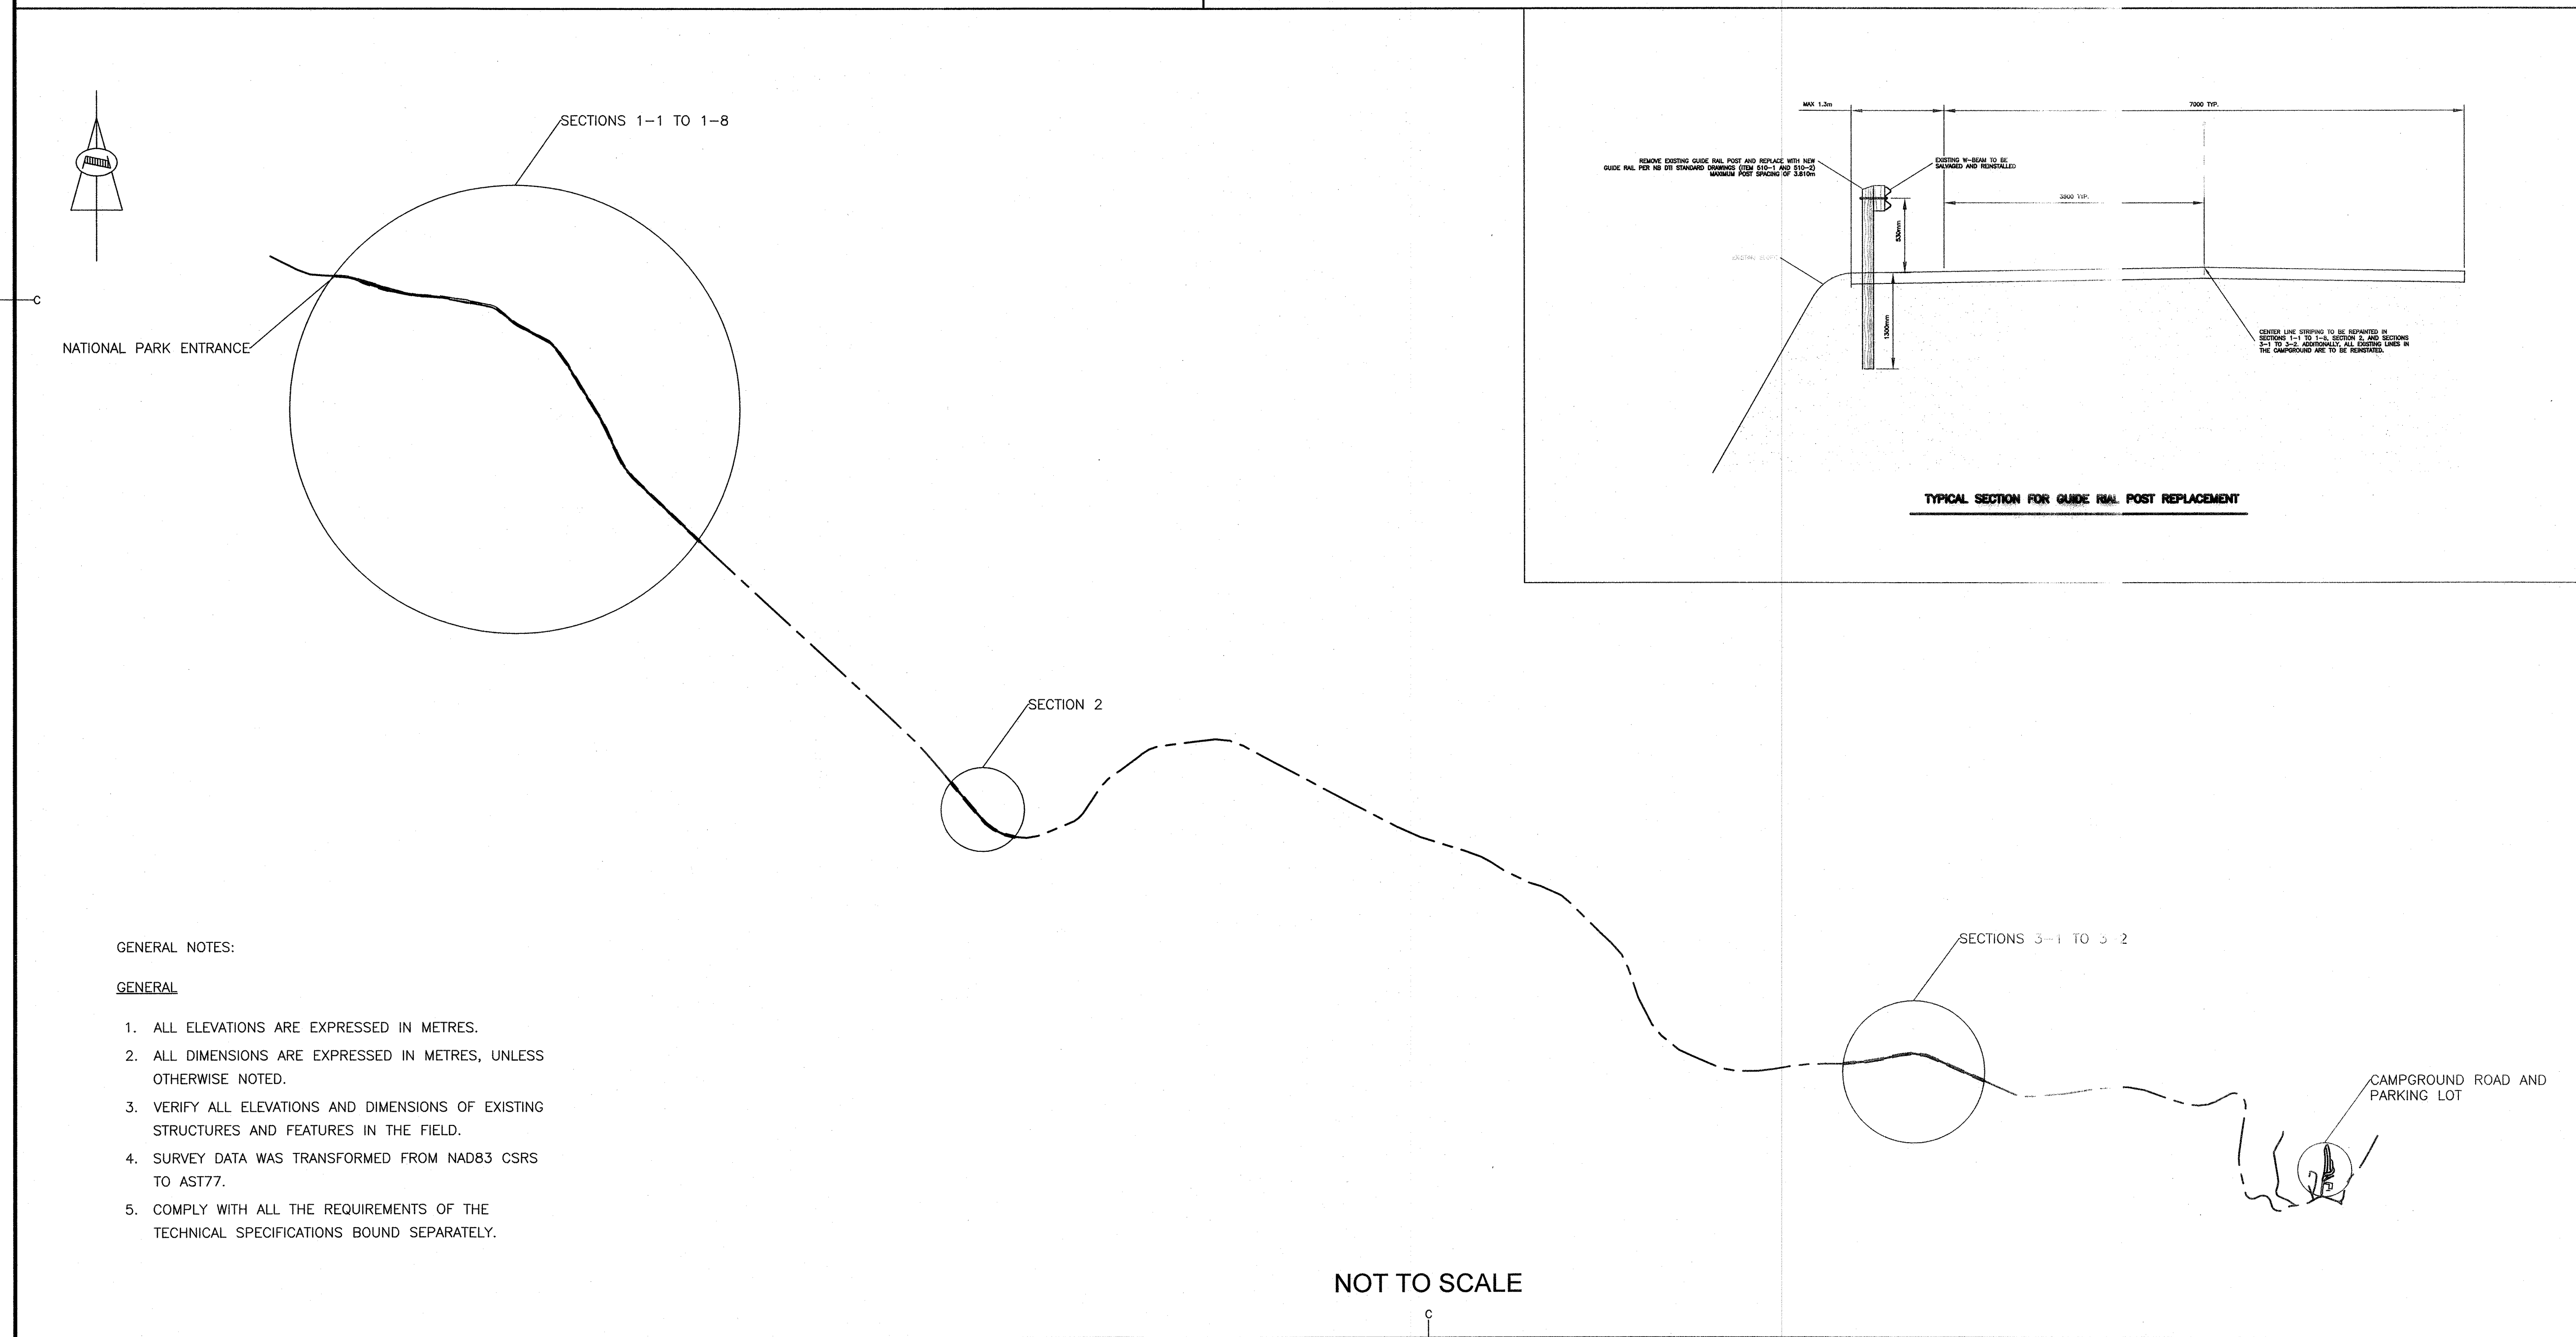 SECTIONS 1-1 TO 1-8
C
NATIONAL PARK ENTRANCE
MAX 1.3m
7000 TYP.
REMOVE EXISTING GUIDE RAIL POST AND REPLACE WITH NEW
GUIDE RAIL PER NB DTI STANDARD DRAWINGS (ITEM 510-1 AND 510-2)
MAXIMUM POST SPACING OF 3.810m
EXISTING W-BEAM TO BE
SALVAGED AND REINSTALLED
3500 TYP.
530mm
EXISTING
1300mm
CENTER LINE STRIPING TO BE REPAINTED IN
SECTIONS 1-1 TO 1-8, SECTION 2, AND SECTIONS
3-1 TO 3-2. ADDITIONALLY, ALL EXISTING LINES IN
THE CAMPGROUND ARE TO BE REINSTATED.
TYPICAL SECTION FOR GUIDE RIAL POST REPLACEMENT
SECTION 2
SECTIONS 3-1 TO 3-2
CAMPGROUND ROAD AND
PARKING LOT
GENERAL NOTES:
GENERAL
1. ALL ELEVATIONS ARE EXPRESSED IN METRES.
2. ALL DIMENSIONS ARE EXPRESSED IN METRES, UNLESS
OTHERWISE NOTED.
3. VERIFY ALL ELEVATIONS AND DIMENSIONS OF EXISTING
STRUCTURES AND FEATURES IN THE FIELD.
4. SURVEY DATA WAS TRANSFORMED FROM NAD83 CSRS
TO AST77.
5. COMPLY WITH ALL THE REQUIREMENTS OF THE
TECHNICAL SPECIFICATIONS BOUND SEPARATELY.
NOT TO SCALE
C